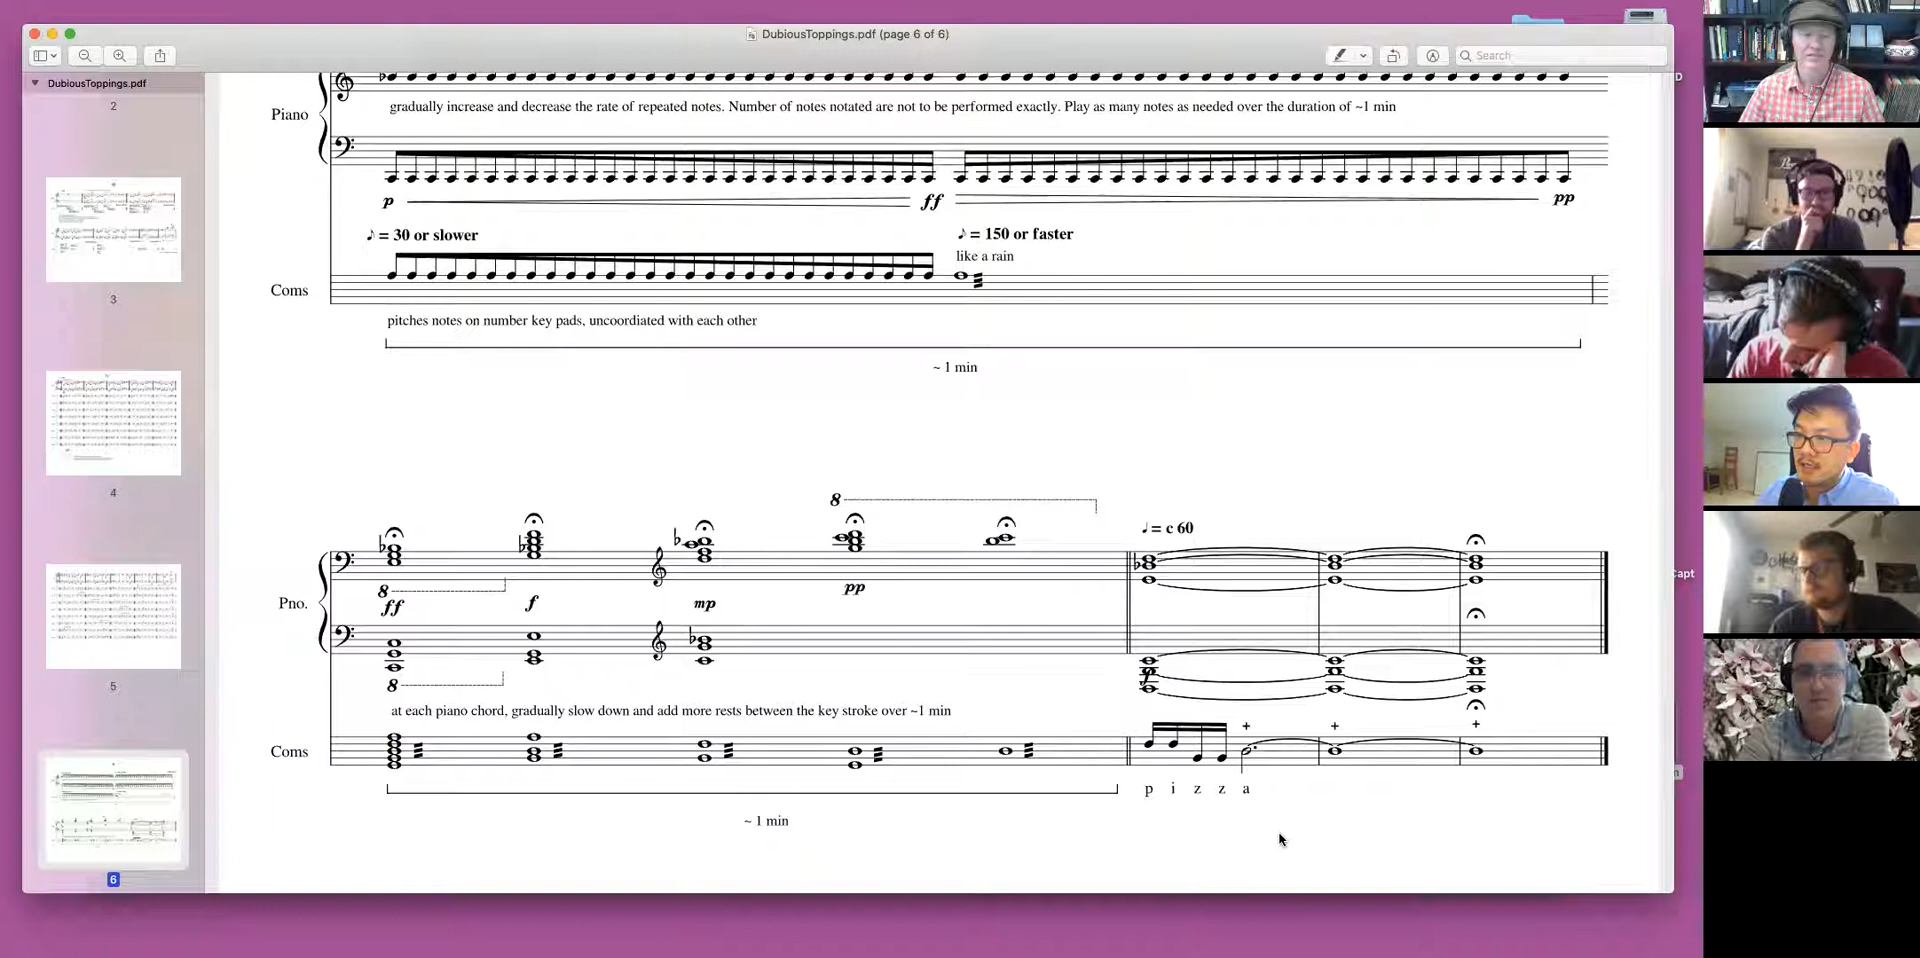 DubiousToppings.pdf (page 6 of 6)
Search
DubiousToppings.pdf
2
3
4
5
6
Piano
gradually increase and decrease the rate of repeated notes. Number of notes notated are not to be performed exactly. Play as many notes as needed over the duration of ~1 min
p
ff
pp
♪ = 30 or slower
♪ = 150 or faster
like a rain
Coms
pitches notes on number key pads, uncoordiated with each other
~ 1 min
8
♩ = c 60
8
Pno.
ff
f
mp
pp
f
8
at each piano chord, gradually slow down and add more rests between the key stroke over ~1 min
Coms
p i z z a
~ 1 min
D
Capt